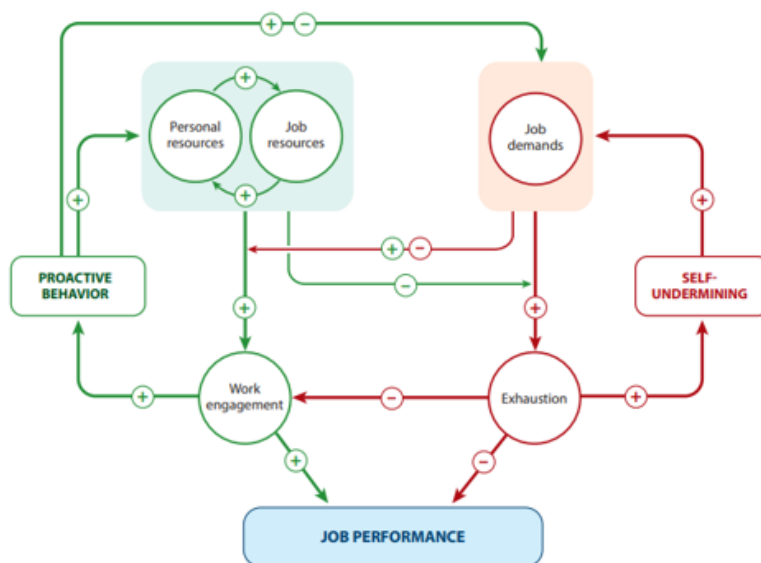 +
−
+
Personal
resources
Job
resources
+
Job
demands
+
+
+
−
−
PROACTIVE
BEHAVIOR
SELF-
UNDERMINING
+
+
Work
engagement
Exhaustion
+
−
+
+
−
JOB PERFORMANCE